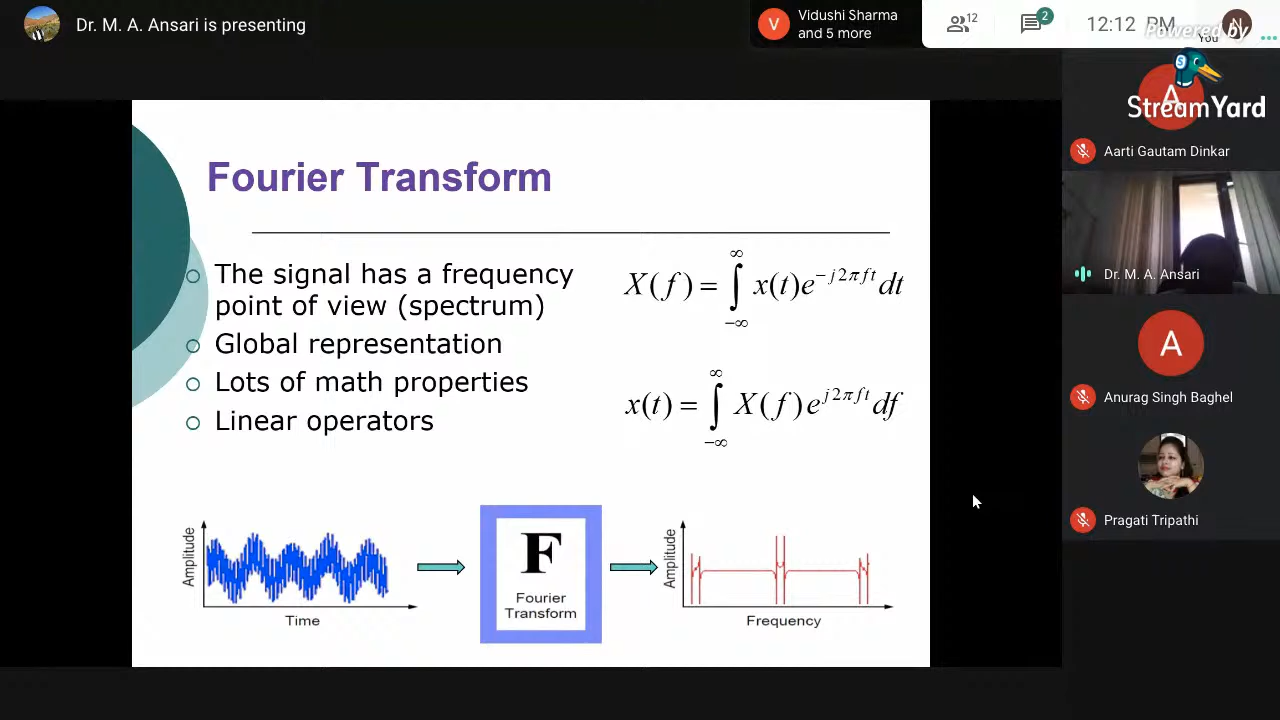 Dr. M. A. Ansari is presenting
V
Vidushi Sharma
and 5 more
12
2
12:12 PM
N
You
Powered by
S
StreamYard
A
Aarti Gautam Dinkar
Dr. M. A. Ansari
A
Anurag Singh Baghel
Pragati Tripathi
Fourier Transform
The signal has a frequency
point of view (spectrum)
Global representation
Lots of math properties
Linear operators
X(f) = ∫_{-∞}^{∞} x(t)e^{-j2πft} dt
x(t) = ∫_{-∞}^{∞} X(f)e^{j2πft} df
Amplitude
Time
F
Fourier
Transform
Amplitude
Frequency